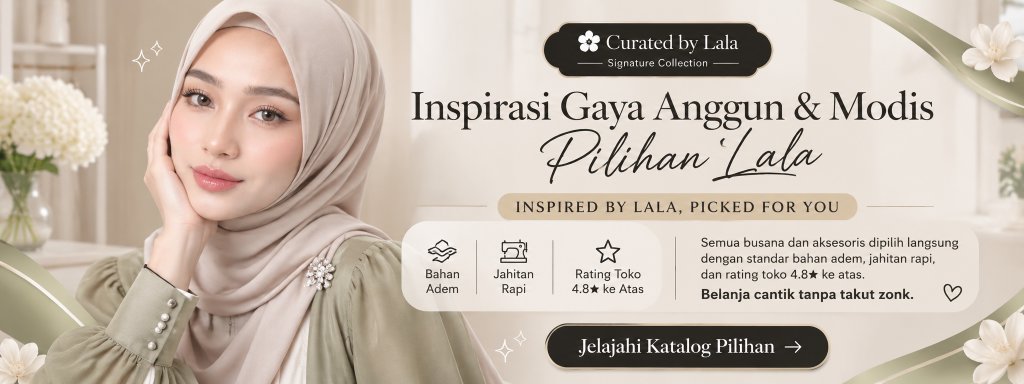 Curated by Lala
Signature Collection
Inspirasi Gaya Anggun & Modis
Pilihan Lala
INSPIRED BY LALA, PICKED FOR YOU
Bahan
Adem
Jahitan
Rapi
Rating Toko
4.8★ ke Atas
Semua busana dan aksesoris dipilih langsung
dengan standar bahan adem, jahitan rapi,
dan rating toko 4.8★ ke atas.
Belanja cantik tanpa takut zonk.
Jelajahi Katalog Pilihan →